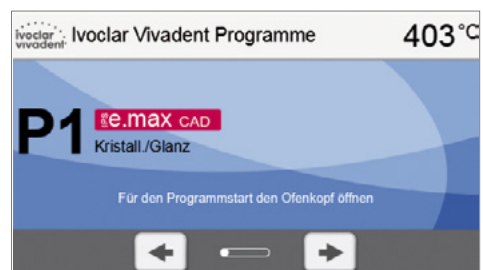 ivoclar vivadent Ivoclar Vivadent Programme 403°C
P1 IPS e.max CAD
Kristall./Glanz
Für den Programmstart den Ofenkopf öffnen